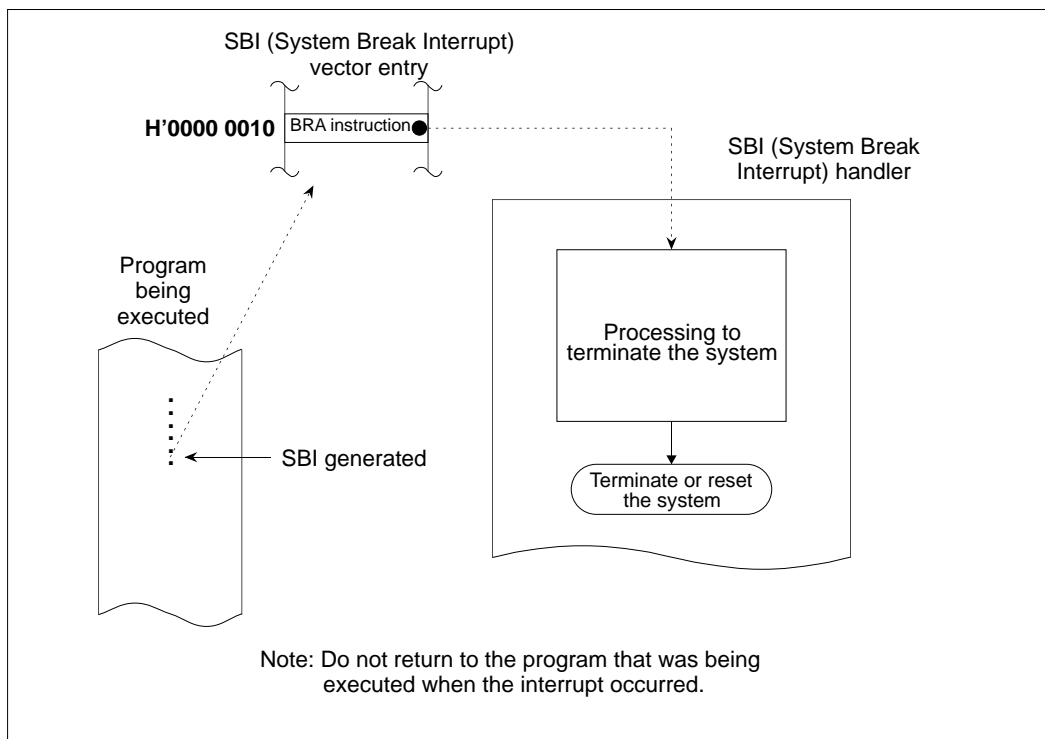 SBI (System Break Interrupt)
vector entry
H’0000 0010
BRA instruction
SBI (System Break
Interrupt) handler
Program
being
executed
Processing to
terminate the system
SBI generated
Terminate or reset
the system
Note: Do not return to the program that was being
executed when the interrupt occurred.